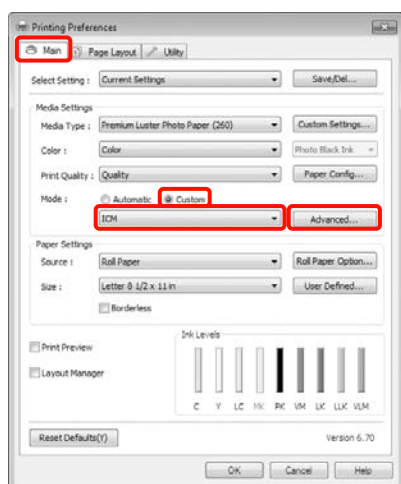 Printing Preferences
Main Page Layout Utility
Select Setting : Current Settings Save/Del...
Media Settings
Media Type : Premium Luster Photo Paper (260) Custom Settings...
Color : Color Photo Black Ink
Print Quality : Quality Paper Config...
Mode : Automatic Custom
ICM Advanced...
Paper Settings
Source : Roll Paper Roll Paper Option...
Size : Letter 8 1/2 x 11 in User Defined...
Borderless
Ink Levels
Print Preview
Layout Manager
C Y LC MK PK VM LK LLK VLM
Reset Defaults(Y) Version 6.70
OK Cancel Help